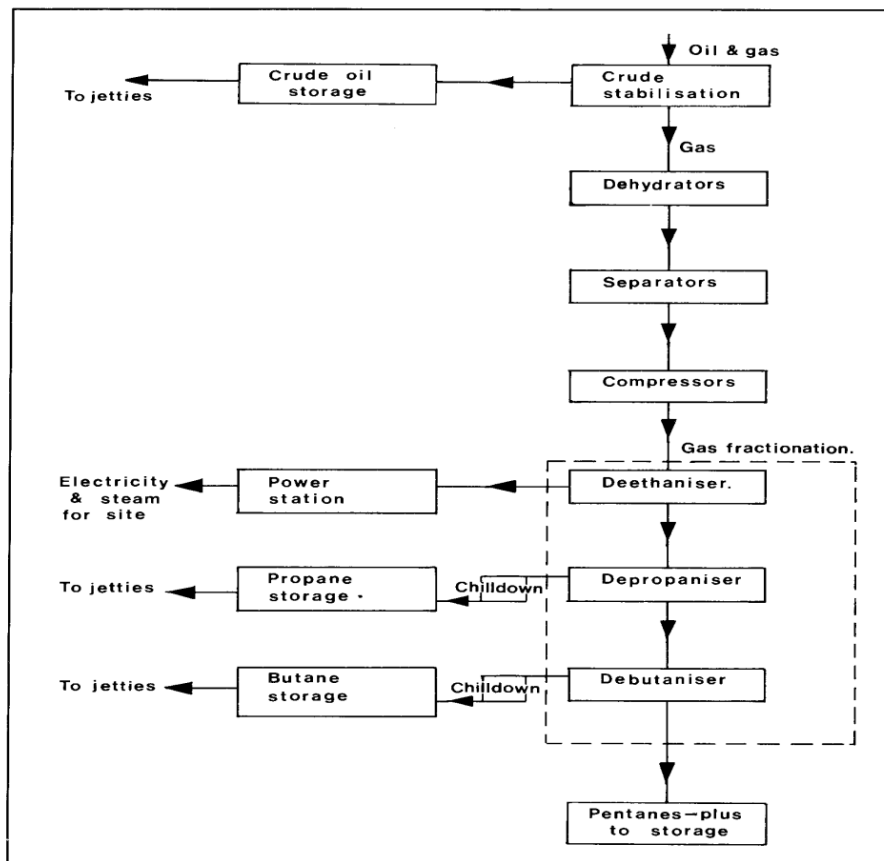 Oil & gas
Crude oil
storage
Crude
stabilisation
To jetties
Gas
Dehydrators
Separators
Compressors
Gas fractionation.
Electricity
& steam
for site
Power
station
Deethaniser.
To jetties
Propane
storage
Chilldown
Depropaniser
To jetties
Butane
storage
Chilldown
Debutaniser
Pentanes-plus
to storage